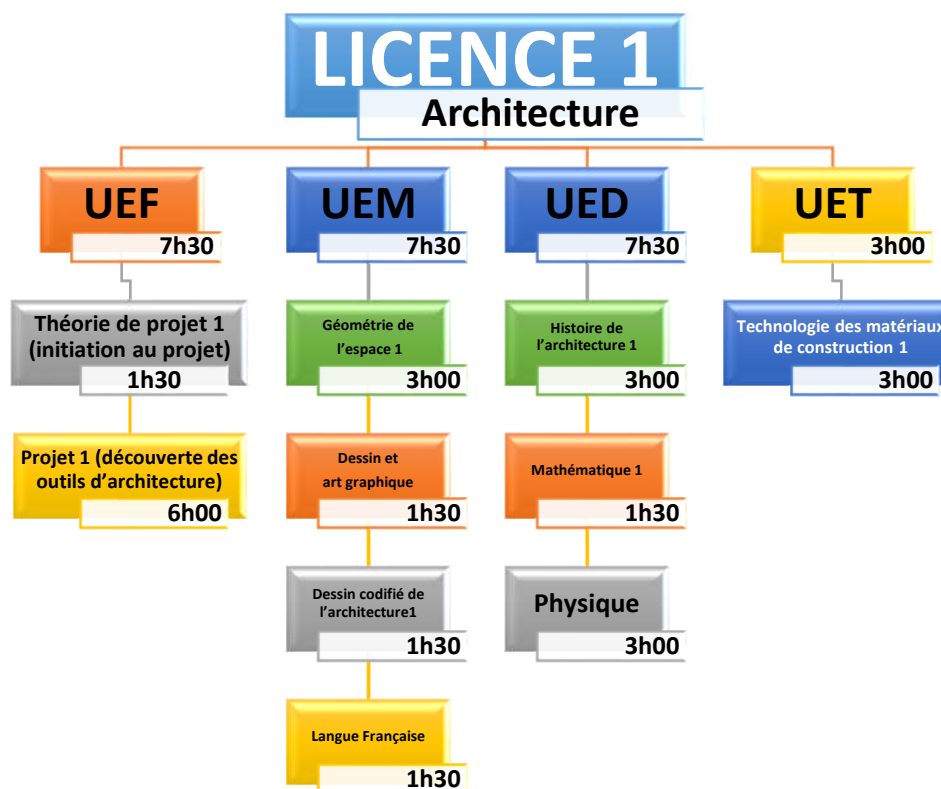 LICENCE 1
Architecture
UEF
7h30
UEM
7h30
UED
7h30
UET
3h00
Théorie de projet 1
(initiation au projet)
1h30
Géométrie de
l’espace 1
3h00
Histoire de
l’architecture 1
3h00
Technologie des matériaux
de construction 1
3h00
Projet 1 (découverte des
outils d’architecture)
6h00
Dessin et
art graphique
1h30
Mathématique 1
1h30
Dessin codifié de
l’architecture1
1h30
Physique
3h00
Langue Française
1h30